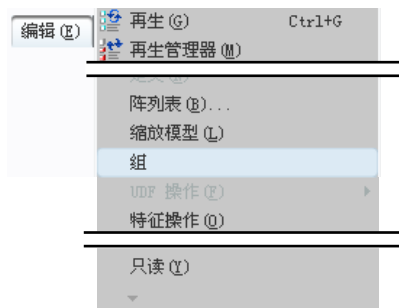 编辑(E)
再生(G) Ctrl+G
再生管理器(M)
阵列表(B)...
缩放模型(L)
组
UDF 操作(F)
特征操作(O)
只读(Y)